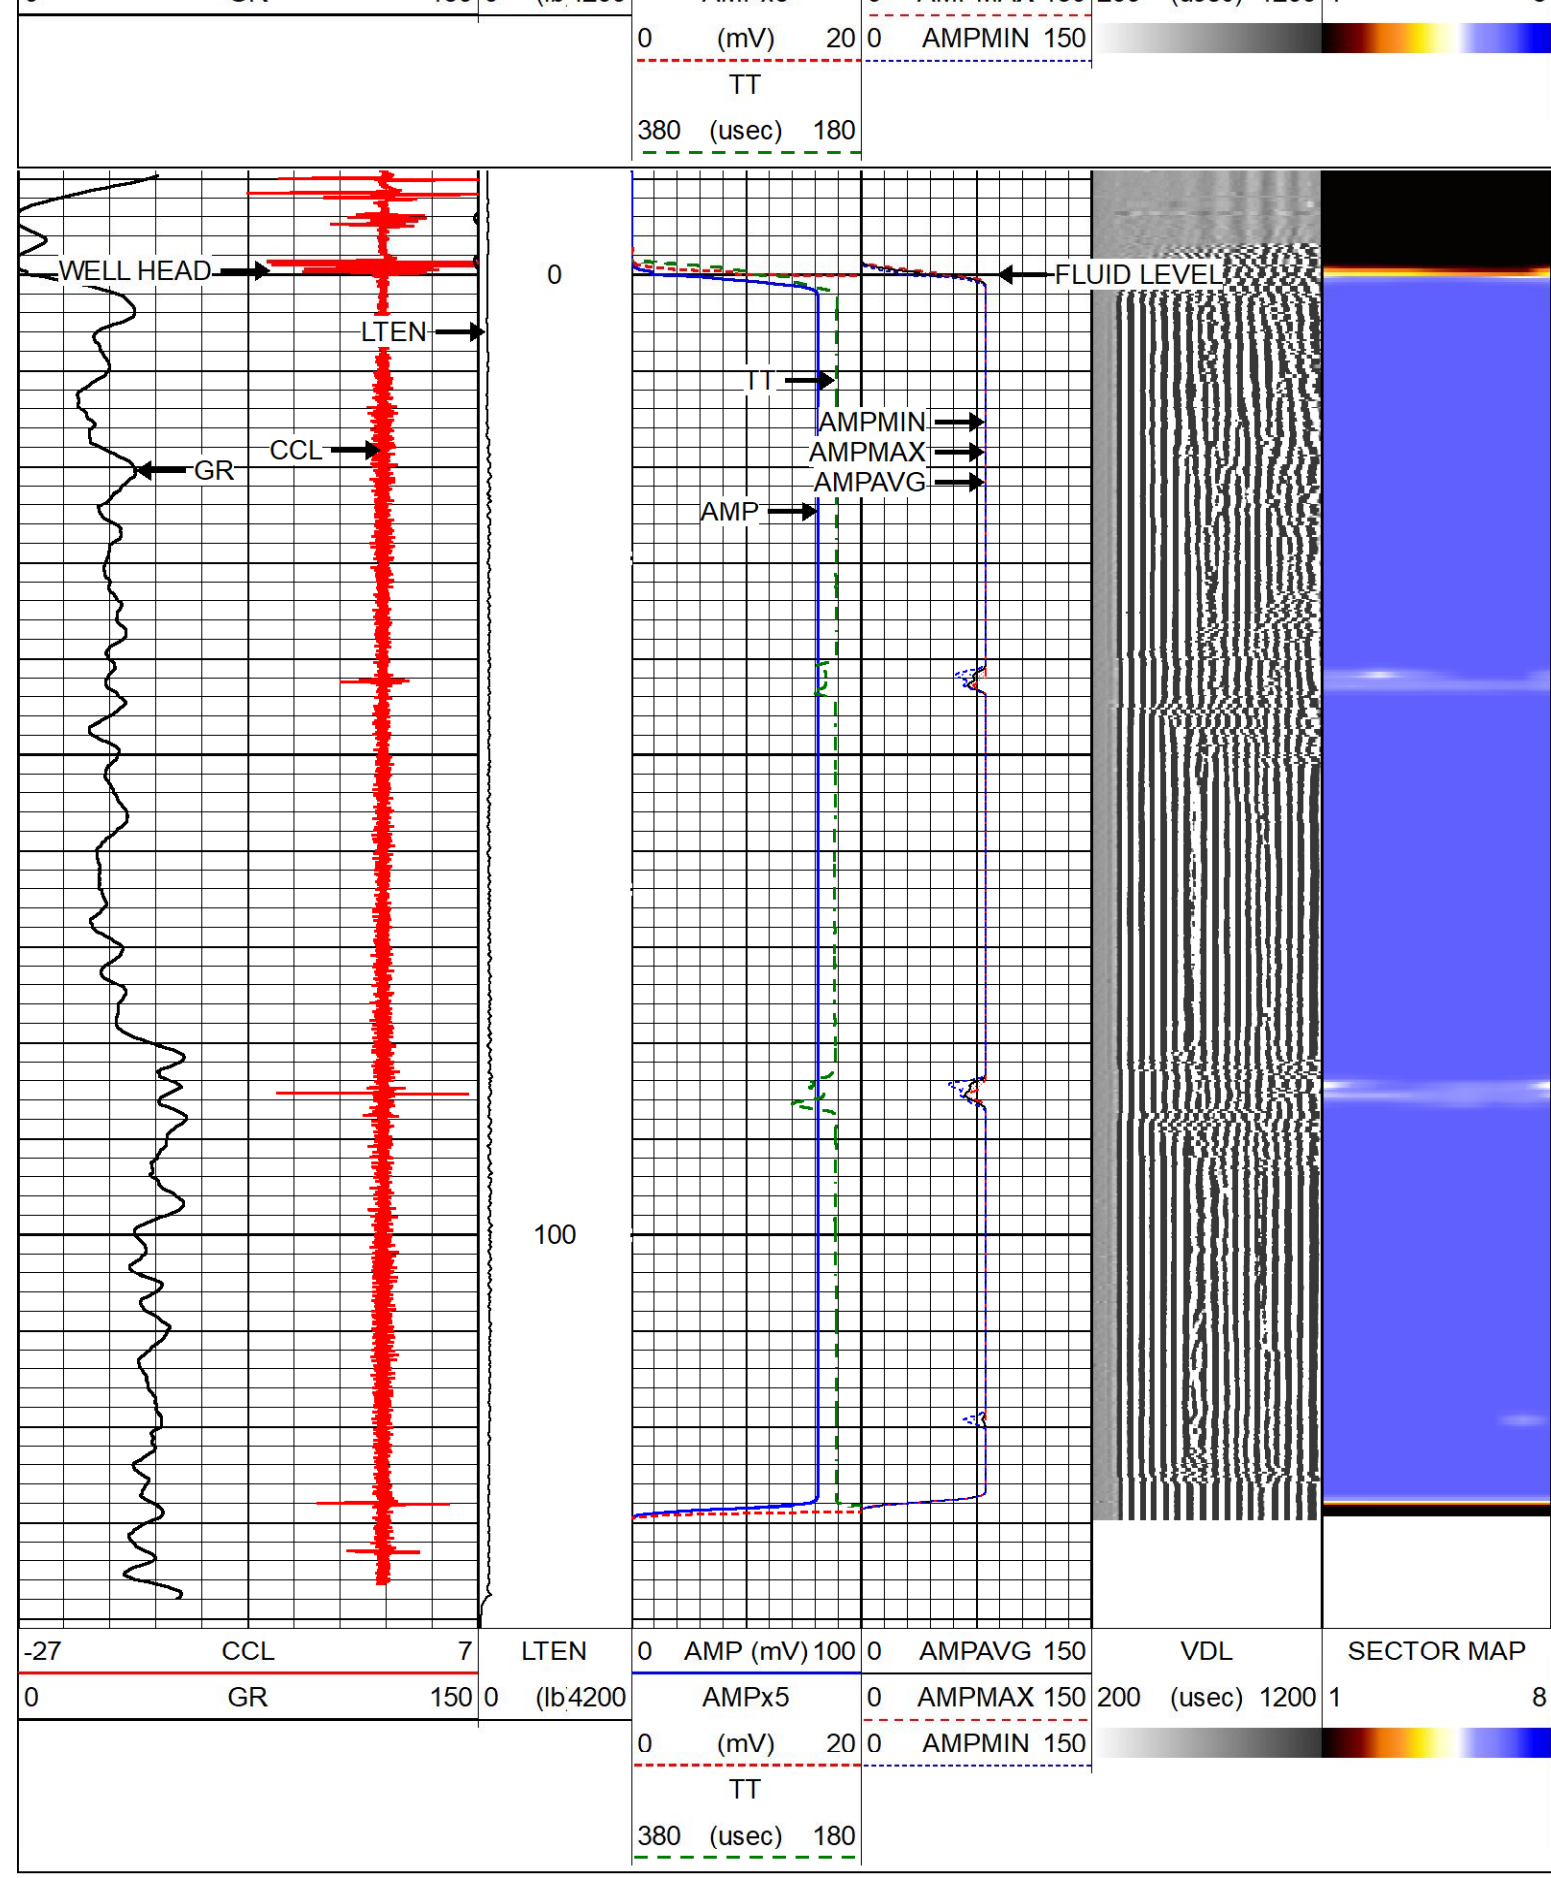 0 (mV) 20 0 AMPMIN 150
TT
380 (usec) 180
WELL HEAD
0
FLUID LEVEL
LTEN
TT
AMPMIN
CCL
AMPMAX
GR
AMPAVG
AMP
100
-27 CCL 7 LTEN 0 AMP (mV) 100 0 AMPAVG 150 VDL SECTOR MAP
0 GR 150 0 (lb 4200 AMPx5 0 AMPMAX 150 200 (usec) 1200 1 8
0 (mV) 20 0 AMPMIN 150
TT
380 (usec) 180